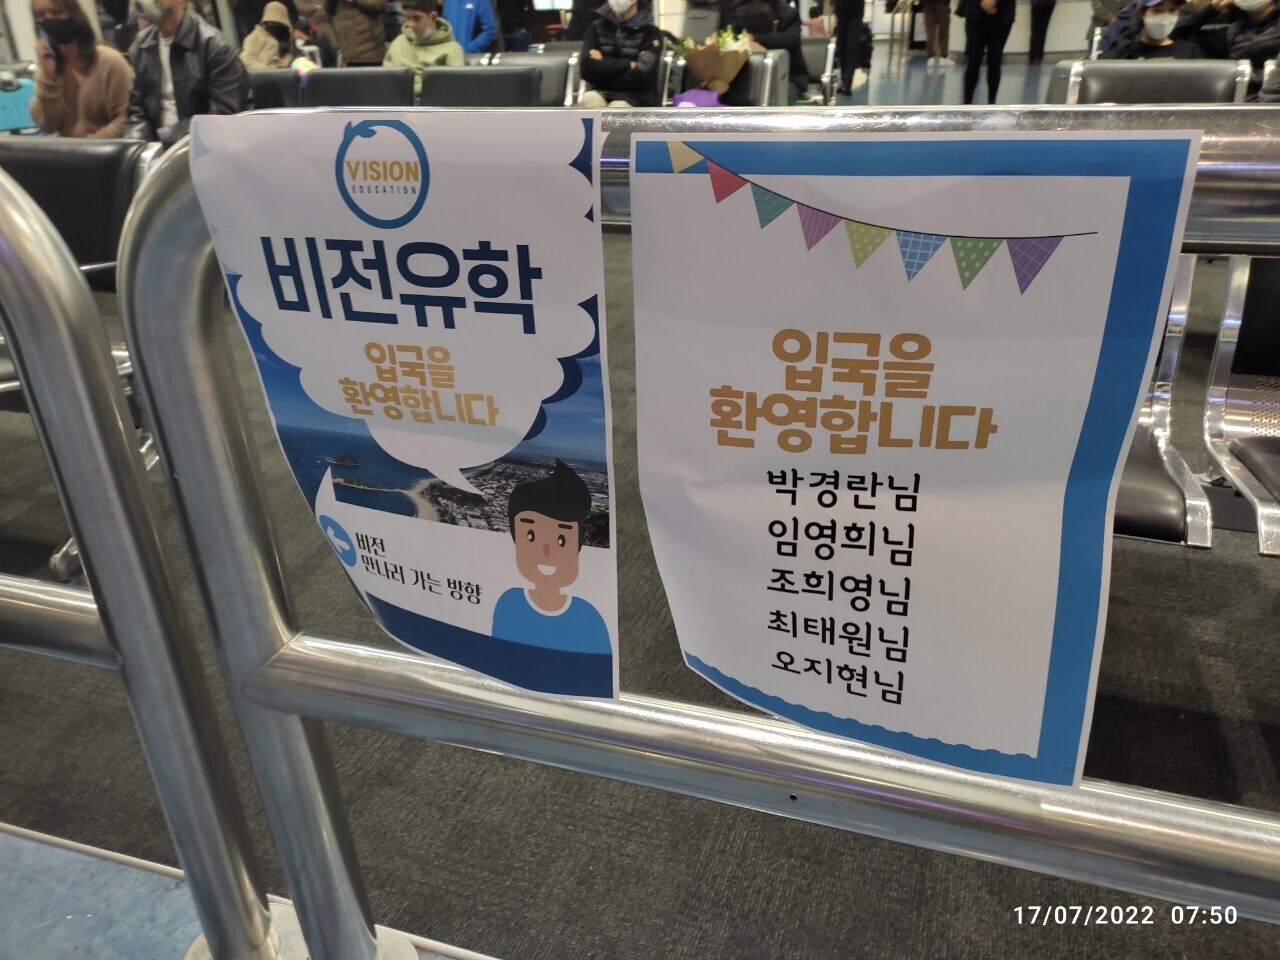 VISION
EDUCATION
비전유학
입국을
환영합니다
비전
만나러 가는 방향
입국을
환영합니다
박경란님
임영희님
조희영님
최태원님
오지현님
17/07/2022 07:50